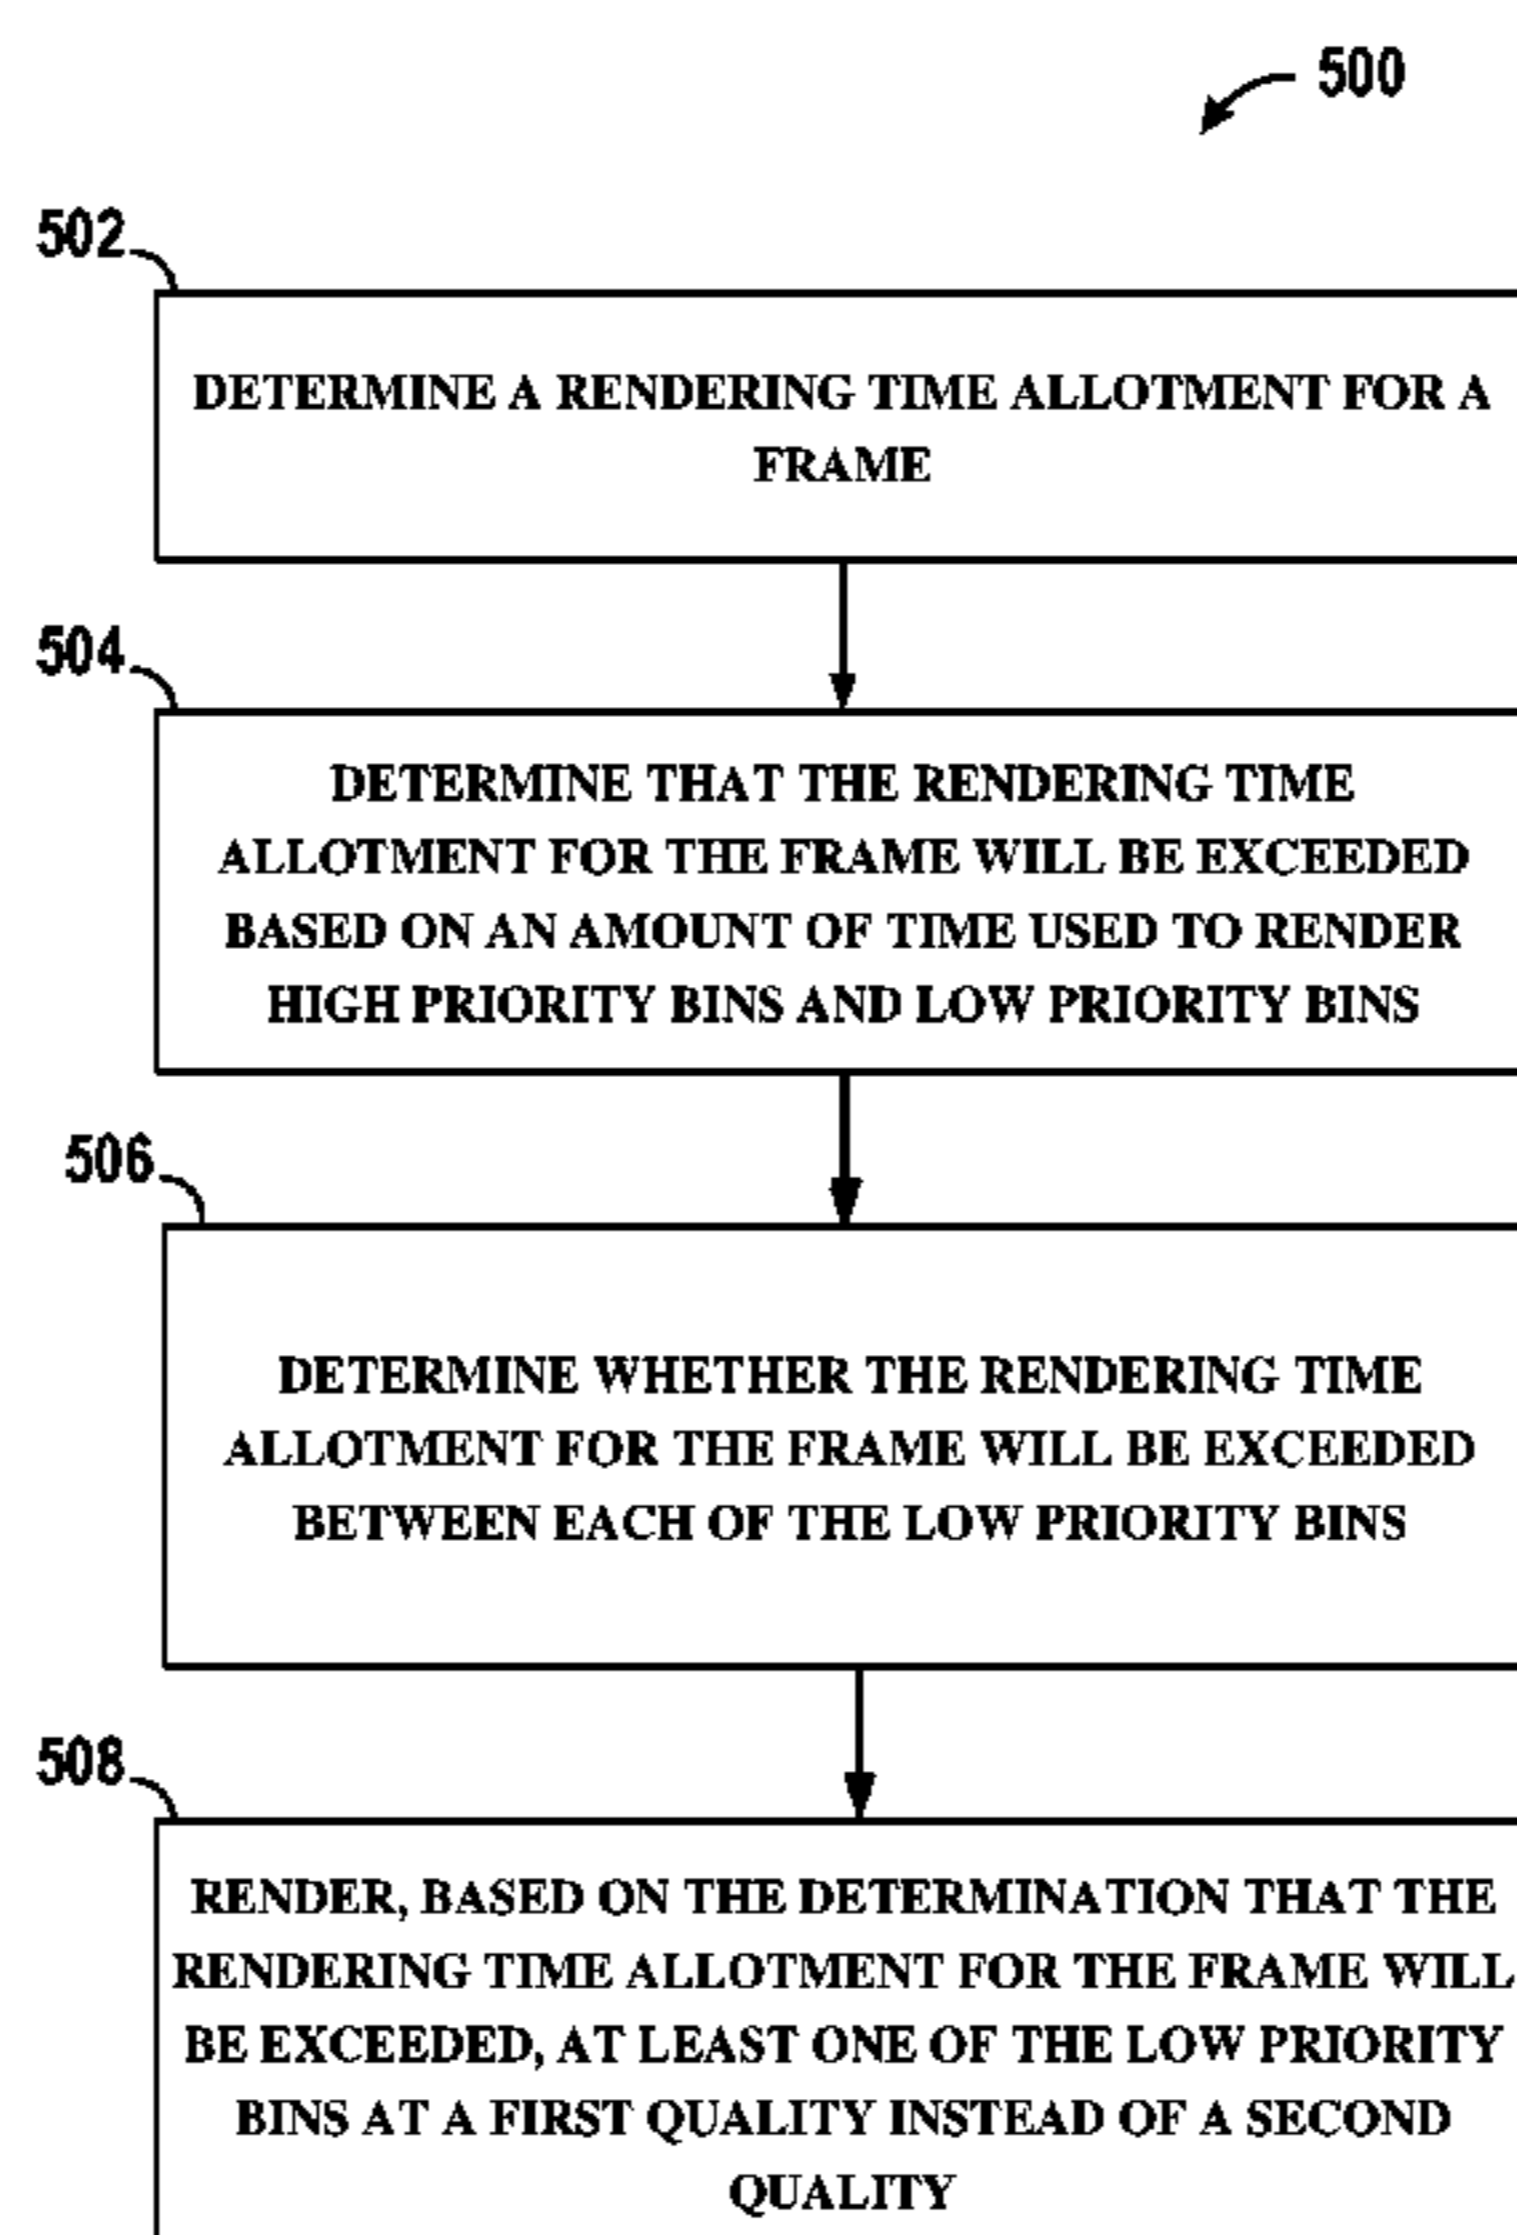 500
502
DETERMINE A RENDERING TIME ALLOTMENT FOR A
FRAME
504
DETERMINE THAT THE RENDERING TIME
ALLOTMENT FOR THE FRAME WILL BE EXCEEDED
BASED ON AN AMOUNT OF TIME USED TO RENDER
HIGH PRIORITY BINS AND LOW PRIORITY BINS
506
DETERMINE WHETHER THE RENDERING TIME
ALLOTMENT FOR THE FRAME WILL BE EXCEEDED
BETWEEN EACH OF THE LOW PRIORITY BINS
508
RENDER, BASED ON THE DETERMINATION THAT THE
RENDERING TIME ALLOTMENT FOR THE FRAME WILL
BE EXCEEDED, AT LEAST ONE OF THE LOW PRIORITY
BINS AT A FIRST QUALITY INSTEAD OF A SECOND
QUALITY